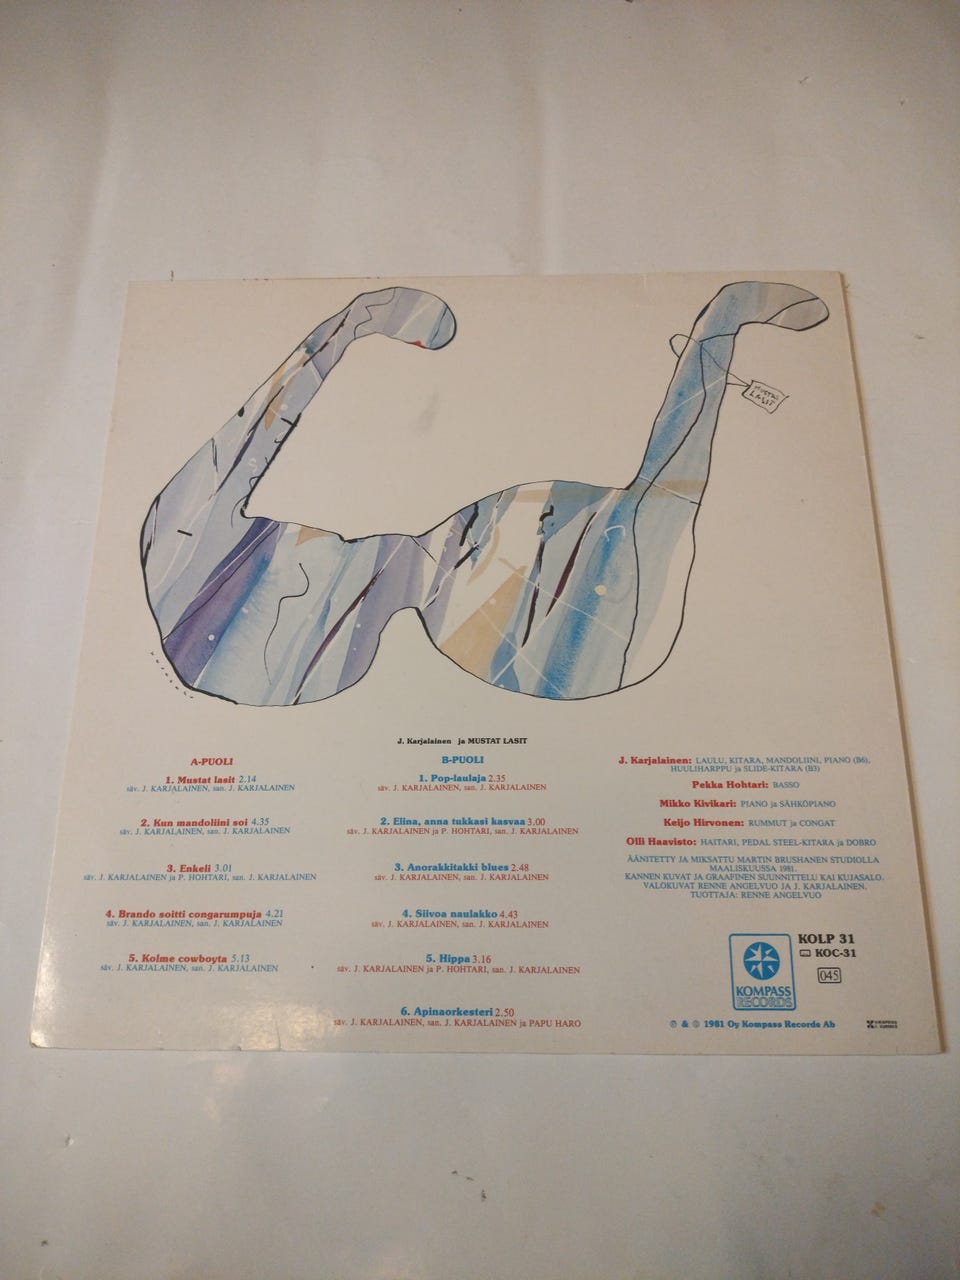 MUSTAT
LASIT
J. Karjalainen ja MUSTAT LASIT
A-PUOLI
1. Mustat lasit 2.14
säv. J. KARJALAINEN, san. J. KARJALAINEN
2. Kun mandoliini soi 4.35
säv. J. KARJALAINEN, san. J. KARJALAINEN
3. Enkeli 3.01
säv. J. KARJALAINEN ja P. HOHTARI, san. J. KARJALAINEN
4. Brando soitti congarumpuja 4.21
säv. J. KARJALAINEN, san. J. KARJALAINEN
5. Kolme cowboyta 5.13
säv. J. KARJALAINEN, san. J. KARJALAINEN
B-PUOLI
1. Pop-laulaja 2.35
säv. J. KARJALAINEN, san. J. KARJALAINEN
2. Elina, anna tukkasi kasvaa 3.00
säv. J. KARJALAINEN ja P. HOHTARI, san. J. KARJALAINEN
3. Anorakkitakki blues 2.48
säv. J. KARJALAINEN, san. J. KARJALAINEN
4. Siivoa naulakko 4.43
säv. J. KARJALAINEN, san. J. KARJALAINEN
5. Hippa 3.16
säv. J. KARJALAINEN ja P. HOHTARI, san. J. KARJALAINEN
6. Apinaorkesteri 2.50
säv. J. KARJALAINEN, san. J. KARJALAINEN ja PAPU HARO
J. Karjalainen: LAULU, KITARA, MANDOLIINI, PIANO (B6),
HUULIHARPPU ja SLIDE-KITARA (B3)
Pekka Hohtari: BASSO
Mikko Kivikari: PIANO ja SÄHKÖPIANO
Keijo Hirvonen: RUMMUT ja CONGAT
Olli Haavisto: HAITARI, PEDAL STEEL-KITARA ja DOBRO
ÄÄNITETTY JA MIKSATTU MARTIN BRUSHANEN STUDIOLLA
MAALISKUUSSA 1981.
KANNEN KUVAT JA GRAAFINEN SUUNNITTELU KAI KUJASALO.
VALOKUVAT RENNE ANGELVUO JA J. KARJALAINEN.
TUOTTAJA: RENNE ANGELVUO
KOMPASS
RECORDS
KOLP 31
KOC-31
045
℗ & © 1981 Oy Kompass Records Ab